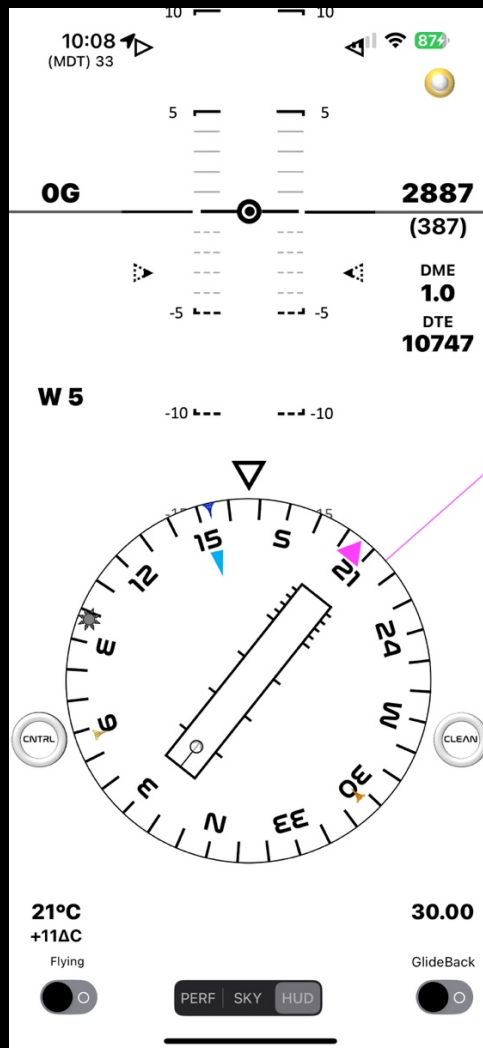 10 10
10:08 87
(MDT) 33
5 5
0G 2887
(387)
DME
1.0
-5 -5
DTE
10747
W 5
-10 -10
15 S 21 24 W 30 33 N 3 6 E 12
CNTRL CLEAN
21°C 30.00
+11ΔC
Flying GlideBack
PERF SKY HUD